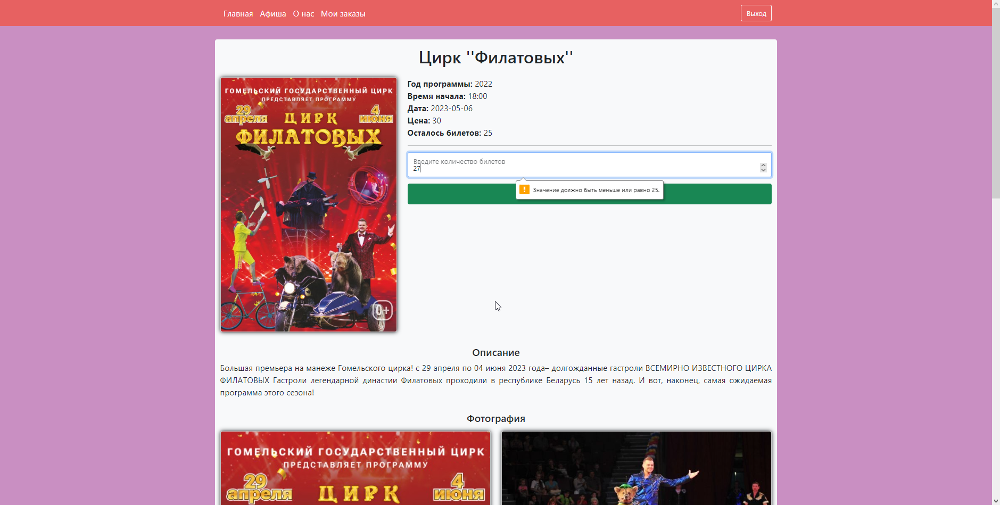 Главная Афиша О нас Мои заказы Выход
Цирк ''Филатовых''
ГОМЕЛЬСКИЙ ГОСУДАРСТВЕННЫЙ ЦИРК
ПРЕДСТАВЛЯЕТ ПРОГРАММУ
29 апреля
ЦИРК
4 июня
ФИЛАТОВЫХ
0+
Год программы: 2022
Время начала: 18:00
Дата: 2023-05-06
Цена: 30
Осталось билетов: 25
Введите количество билетов
27
Значение должно быть меньше или равно 25.
Описание
Большая премьера на манеже Гомельского цирка! с 29 апреля по 04 июня 2023 года– долгожданные гастроли ВСЕМИРНО ИЗВЕСТНОГО ЦИРКА
ФИЛАТОВЫХ Гастроли легендарной династии Филатовых проходили в республике Беларусь 15 лет назад. И вот, наконец, самая ожидаемая
программа этого сезона!
Фотография
ГОМЕЛЬСКИЙ ГОСУДАРСТВЕННЫЙ ЦИРК
ПРЕДСТАВЛЯЕТ ПРОГРАММУ
29 апреля
ЦИРК
4 июня